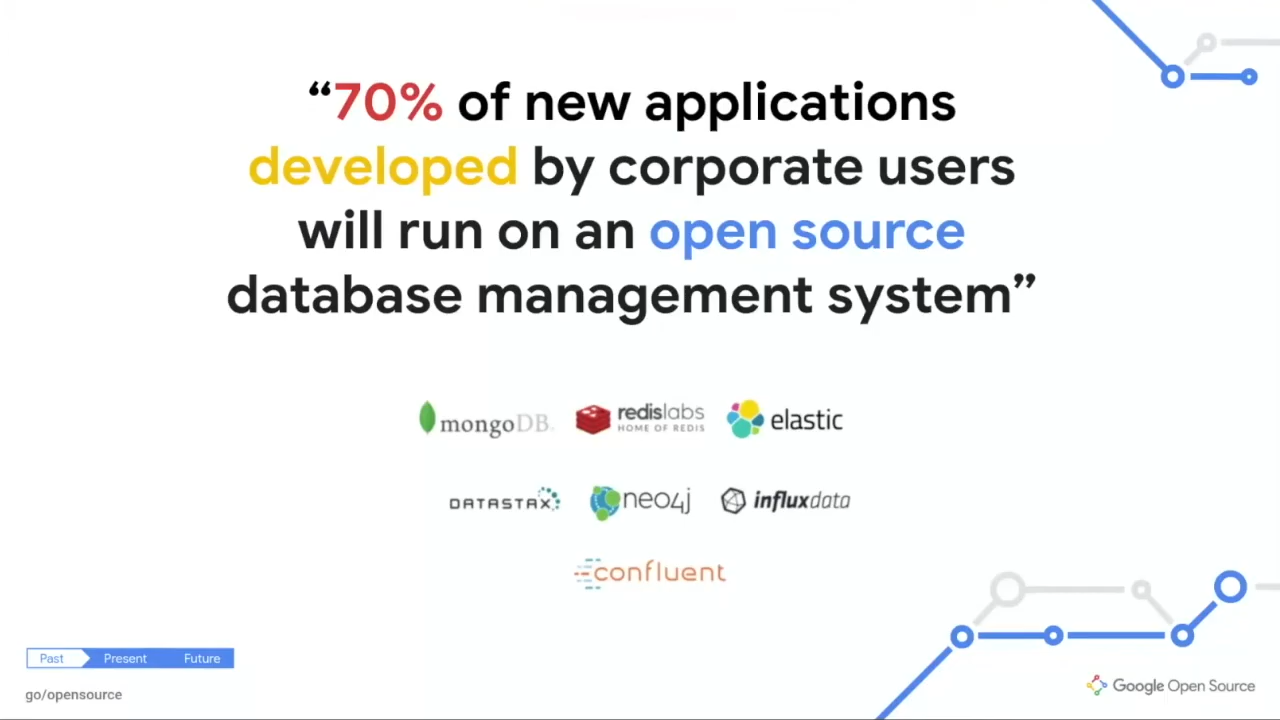 “70% of new applications
developed by corporate users
will run on an open source
database management system”
mongoDB. redislabs elastic
HOME OF REDIS
DATASTAX neo4j influxdata
confluent
Past Present Future
go/opensource
Google Open Source